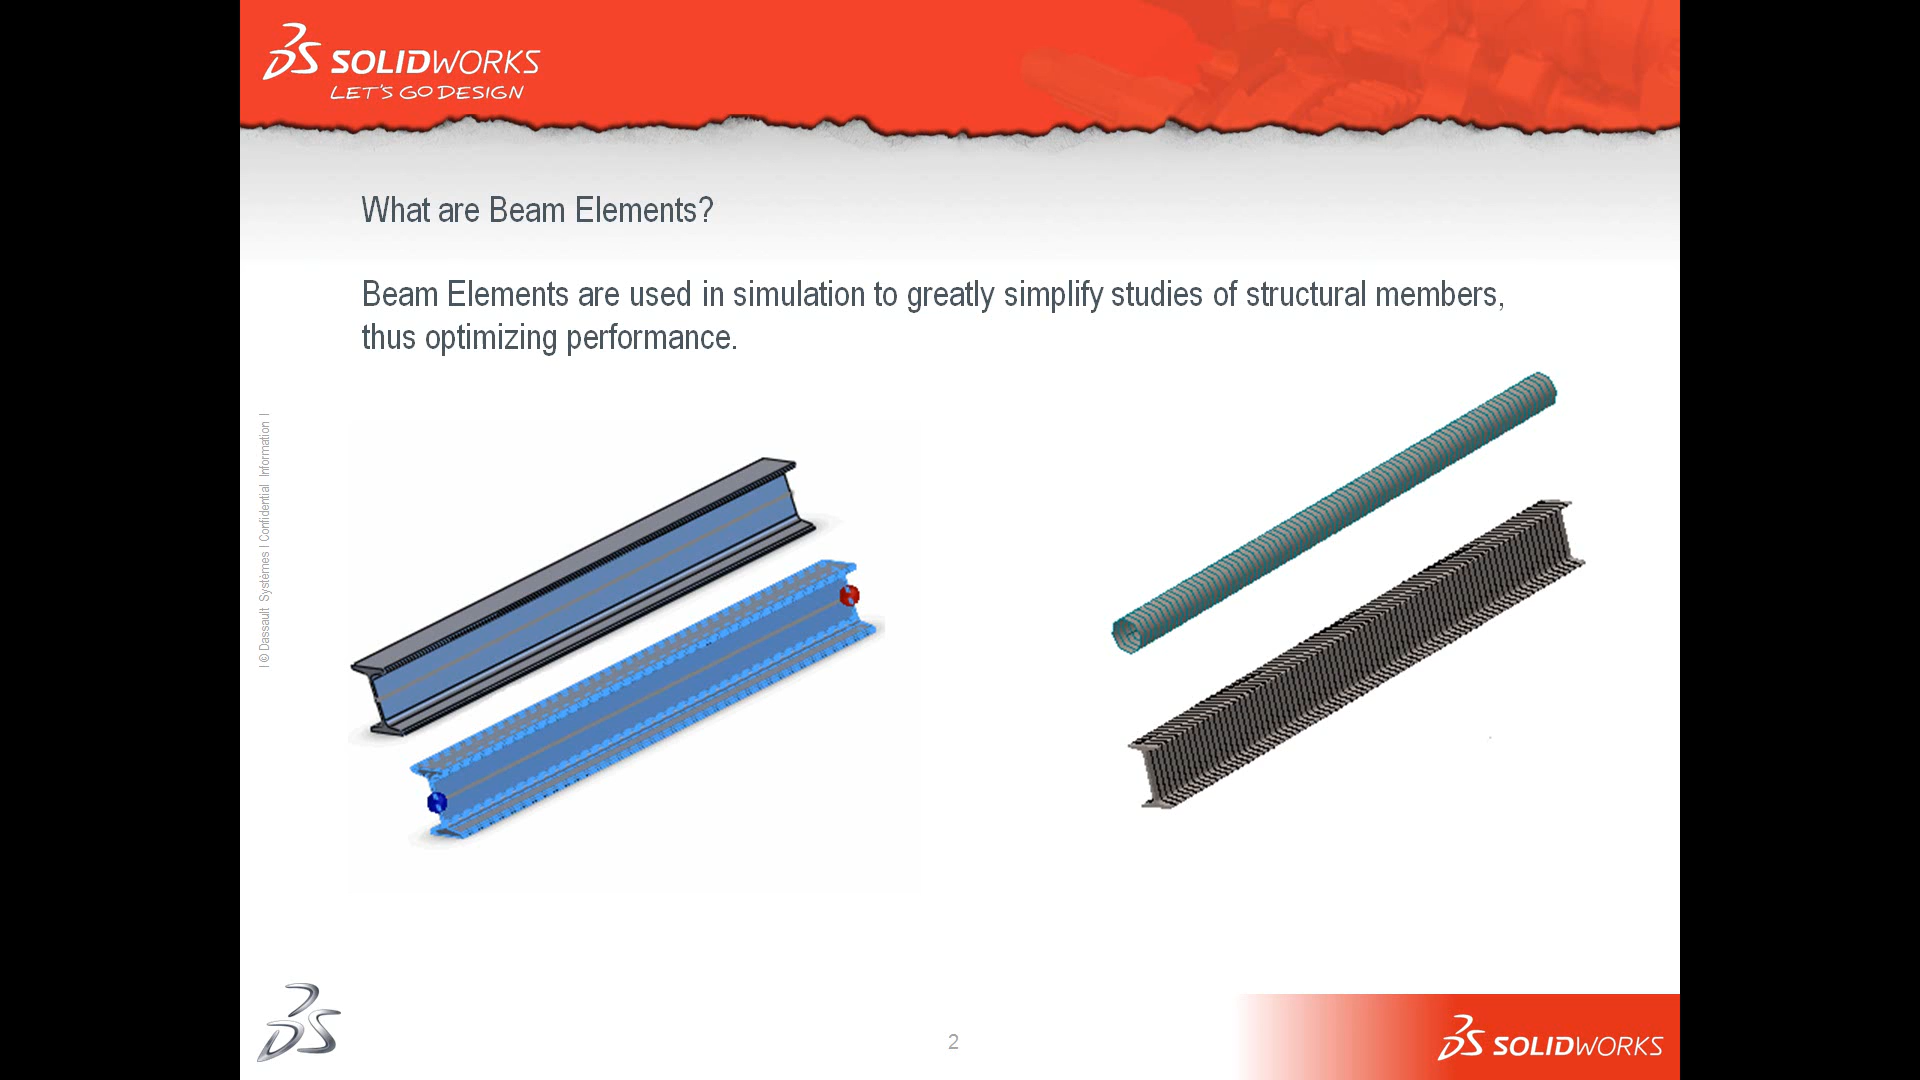 SOLIDWORKS
LET'S GO DESIGN
What are Beam Elements?
Beam Elements are used in simulation to greatly simplify studies of structural members,
thus optimizing performance.
I © Dassault Systèmes I Confidential Information I
2
SOLIDWORKS